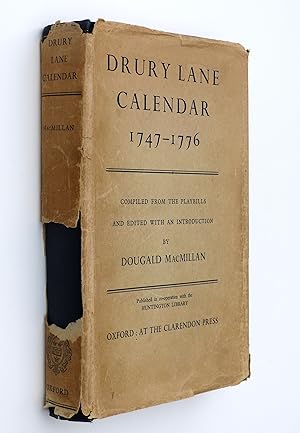 DRURY
LANE
CALENDAR
MACMILLAN
OXFORD
DRURY LANE
CALENDAR
1747–1776
COMPILED FROM THE PLAYBILLS
AND EDITED WITH AN INTRODUCTION
BY
DOUGALD MACMILLAN
Published in co-operation with the
HUNTINGTON LIBRARY
OXFORD : AT THE CLARENDON PRESS